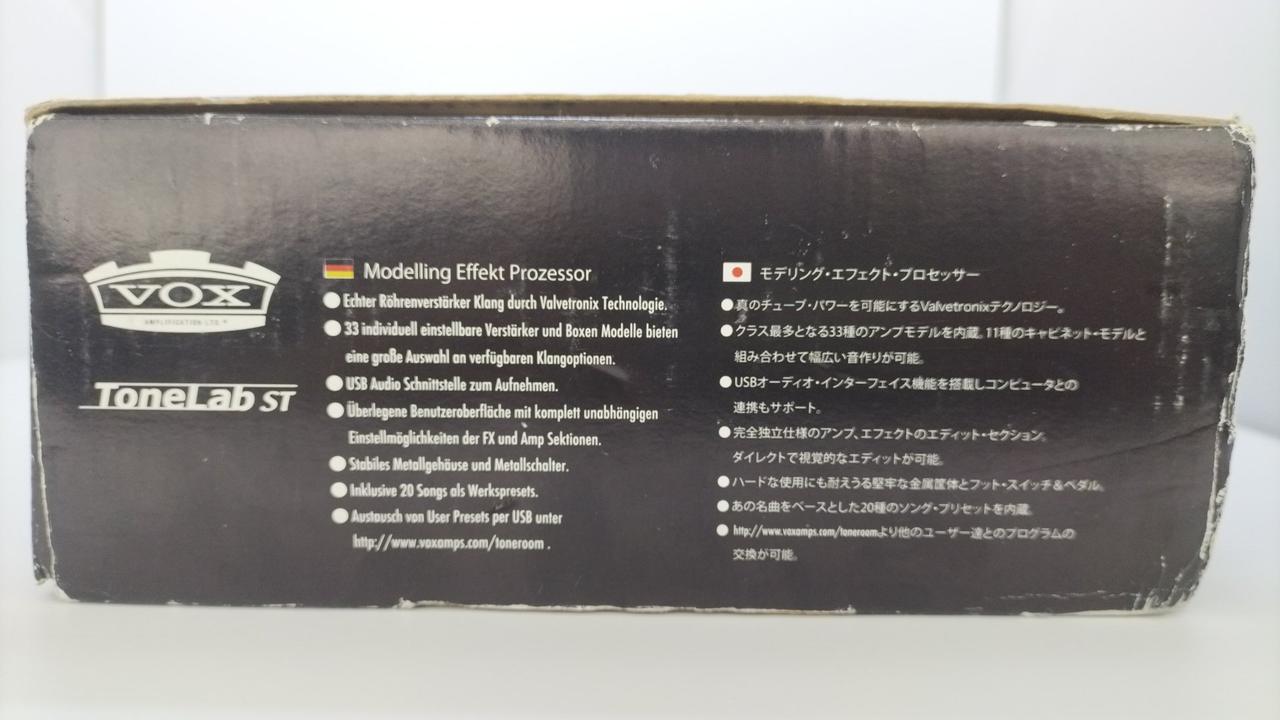 VOX
AMPLIFICATION LTD.
ToneLab ST
Modelling Effekt Prozessor
●Echter Röhrenverstärker Klang durch Valvetronix Technologie.
●33 individuell einstellbare Verstärker und Boxen Modelle bieten
eine große Auswahl an verfügbaren Klangoptionen.
●USB Audio Schnittstelle zum Aufnehmen.
●Überlegene Benutzeroberfläche mit komplett unabhängigen
Einstellmöglichkeiten der FX und Amp Sektionen.
●Stabiles Metallgehäuse und Metallschalter.
●Inklusive 20 Songs als Werkspresets.
●Austausch von User Presets per USB unter
http://www.voxamps.com/toneroom .
モデリング・エフェクト・プロセッサー
●真のチューブ・パワーを可能にするValvetronixテクノロジー。
●クラス最多となる33種のアンプモデルを内蔵。11種のキャビネット・モデルと
組み合わせて幅広い音作りが可能。
●USBオーディオ・インターフェイス機能を搭載しコンピュータとの
連携もサポート。
●完全独立仕様のアンプ、エフェクトのエディット・セクション。
ダイレクトで視覚的なエディットが可能。
●ハードな使用にも耐えうる堅牢な金属筐体とフット・スイッチ&ペダル。
●あの名曲をベースとした20種のソング・プリセットを内蔵。
●http://www.voxamps.com/toneroomより他のユーザー達とのプログラムの
交換が可能。